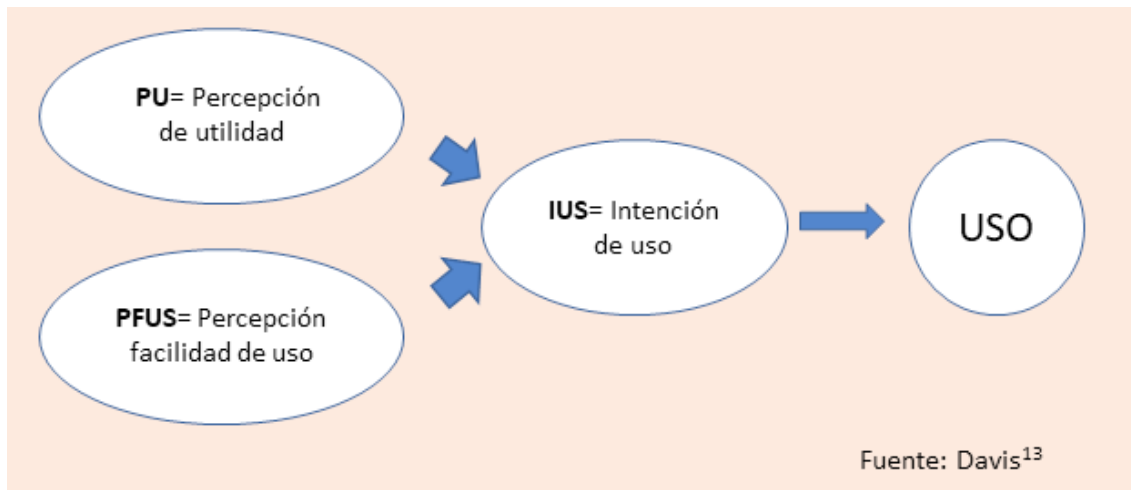 PU= Percepción
de utilidad
PFUS= Percepción
facilidad de uso
IUS= Intención
de uso
USO
Fuente: Davis13